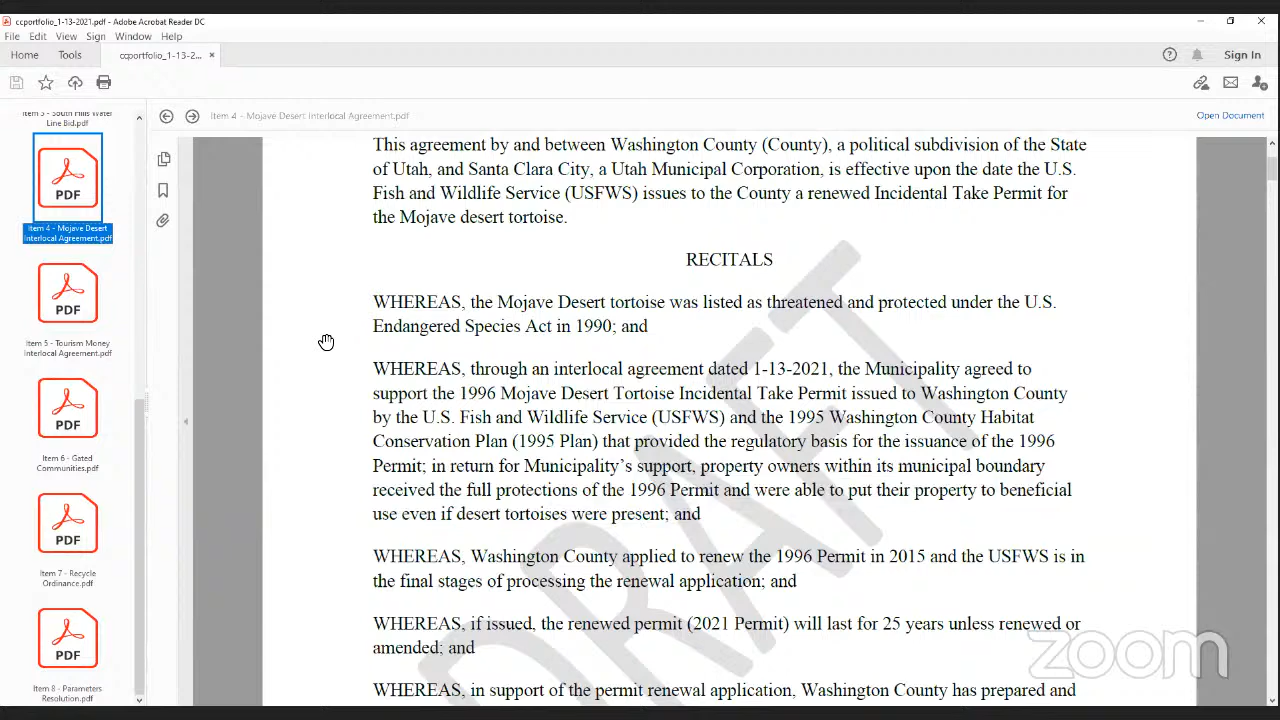 ccportfolio_1-13-2021.pdf - Adobe Acrobat Reader DC
File Edit View Sign Window Help
Home Tools ccportfolio_1-13-2... × Sign In
Item 3 - South Hills Water
Line Bid.pdf
PDF
Item 4 - Mojave Desert
Interlocal Agreement.pdf
PDF
Item 5 - Tourism Money
Interlocal Agreement.pdf
PDF
Item 6 - Gated
Communities.pdf
PDF
Item 7 - Recycle
Ordinance.pdf
PDF
Item 8 - Parameters
Resolution.pdf
Item 4 - Mojave Desert Interlocal Agreement.pdf Open Document
This agreement by and between Washington County (County), a political subdivision of the State
of Utah, and Santa Clara City, a Utah Municipal Corporation, is effective upon the date the U.S.
Fish and Wildlife Service (USFWS) issues to the County a renewed Incidental Take Permit for
the Mojave desert tortoise.
RECITALS
WHEREAS, the Mojave Desert tortoise was listed as threatened and protected under the U.S.
Endangered Species Act in 1990; and
WHEREAS, through an interlocal agreement dated 1-13-2021, the Municipality agreed to
support the 1996 Mojave Desert Tortoise Incidental Take Permit issued to Washington County
by the U.S. Fish and Wildlife Service (USFWS) and the 1995 Washington County Habitat
Conservation Plan (1995 Plan) that provided the regulatory basis for the issuance of the 1996
Permit; in return for Municipality's support, property owners within its municipal boundary
received the full protections of the 1996 Permit and were able to put their property to beneficial
use even if desert tortoises were present; and
WHEREAS, Washington County applied to renew the 1996 Permit in 2015 and the USFWS is in
the final stages of processing the renewal application; and
WHEREAS, if issued, the renewed permit (2021 Permit) will last for 25 years unless renewed or
amended; and
WHEREAS, in support of the permit renewal application, Washington County has prepared and
DRAFT
zoom